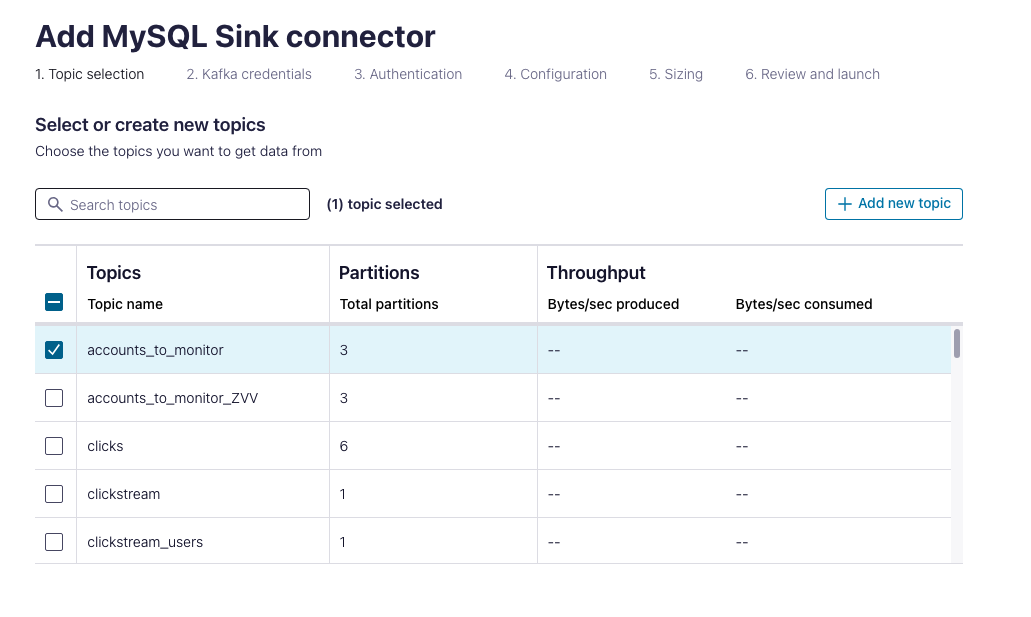 Add MySQL Sink connector
1. Topic selection 2. Kafka credentials 3. Authentication 4. Configuration 5. Sizing 6. Review and launch
Select or create new topics
Choose the topics you want to get data from
Search topics (1) topic selected Add new topic
Topics Partitions Throughput
Topic name Total partitions Bytes/sec produced Bytes/sec consumed
accounts_to_monitor 3 -- --
accounts_to_monitor_ZVV 3 -- --
clicks 6 -- --
clickstream 1 -- --
clickstream_users 1 -- --